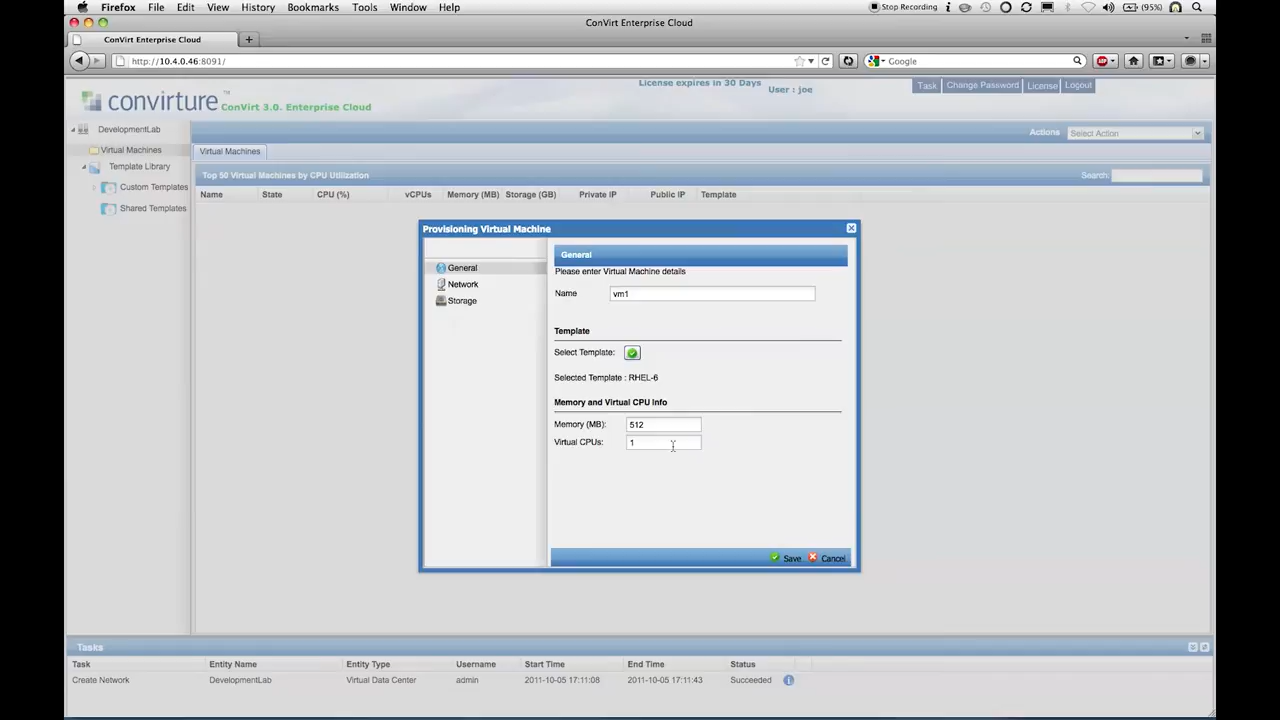 Firefox File Edit View History Bookmarks Tools Window Help Stop Recording (95%)
ConVirt Enterprise Cloud
ConVirt Enterprise Cloud
http://10.4.0.46:8091/ Google
convirture™ ConVirt 3.0. Enterprise Cloud License expires in 30 Days User : joe Task Change Password License Logout
DevelopmentLab Actions Select Action
Virtual Machines Virtual Machines
Template Library Top 50 Virtual Machines by CPU Utilization Search:
Custom Templates Name State CPU (%) vCPUs Memory (MB) Storage (GB) Private IP Public IP Template
Shared Templates
Provisioning Virtual Machine
General
Network
Storage
General
Please enter Virtual Machine details
Name vm1
Template
Select Template:
Selected Template : RHEL-6
Memory and Virtual CPU Info
Memory (MB): 512
Virtual CPUs: 1
Save Cancel
Tasks
Task Entity Name Entity Type Username Start Time End Time Status
Create Network DevelopmentLab Virtual Data Center admin 2011-10-05 17:11:08 2011-10-05 17:11:43 Succeeded